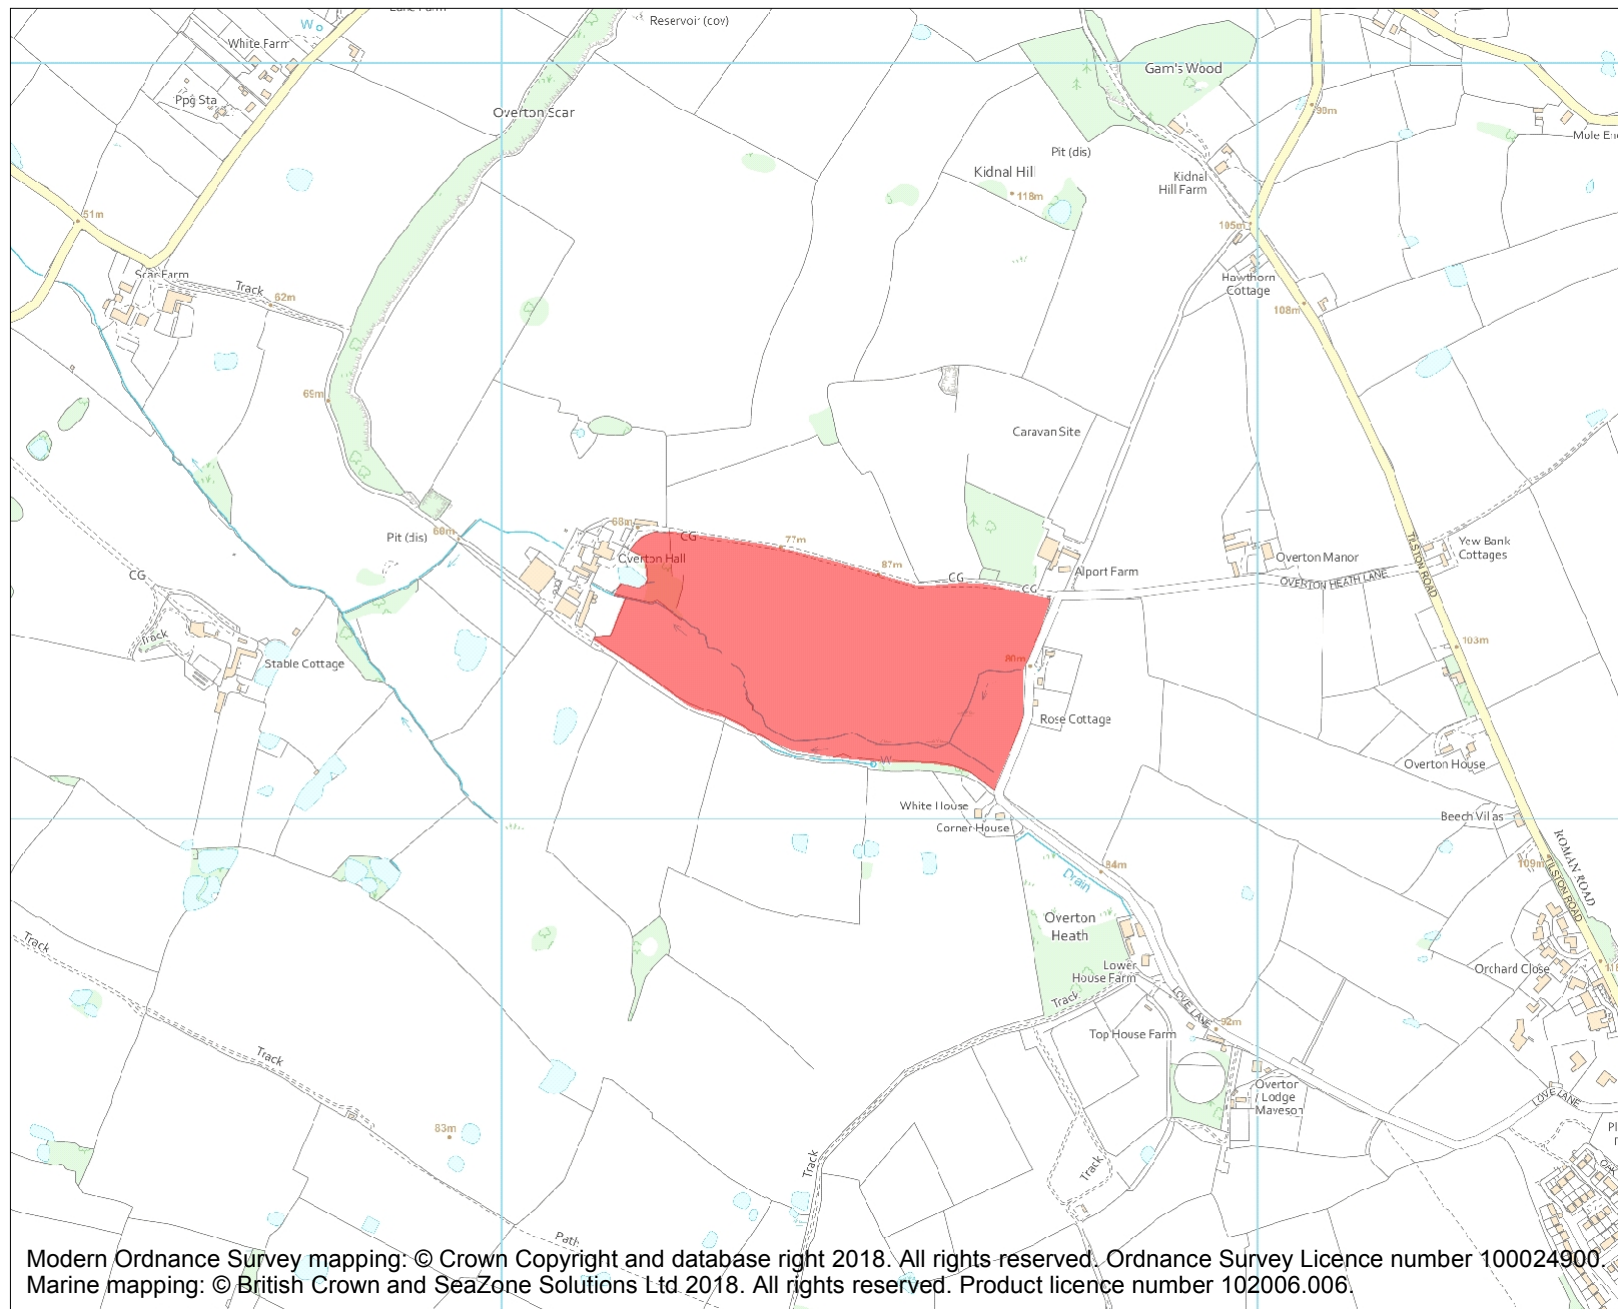 Reservoir (cov)
W
White Farm
Gam's Wood
Ppg Sta
Overton Scar
99m
Pit (dis)
Kidnal Hill
118m
Kidnal
Hill Farm
51m
105m
Scar Farm
Track
62m
Hawthorn
Cottage
108m
69m
Caravan Site
Pit (dis)
68m
68m
CG
77m
Overton Hall
87m
CG
CG
Alport Farm
Overton Manor
OVERTON HEATH LANE
TILSTON ROAD
Yew Bank
Cottages
CG
Track
Stable Cottage
80m
103m
Rose Cottage
W
Overton House
White House
Corner House
Beech Villas
84m
Drain
109m
TILSTON ROAD
ROMAN ROAD
Overton
Heath
Track
Lower
House Farm
Track
Orchard Close
LOVE LANE
92m
Top House Farm
Track
Overton
Lodge
Maveson
LOVE LANE
83m
Track
Track
Path
Modern Ordnance Survey mapping: © Crown Copyright and database right 2018. All rights reserved. Ordnance Survey Licence number 100024900.
Marine mapping: © British Crown and SeaZone Solutions Ltd 2018. All rights reserved. Product licence number 102006.006.